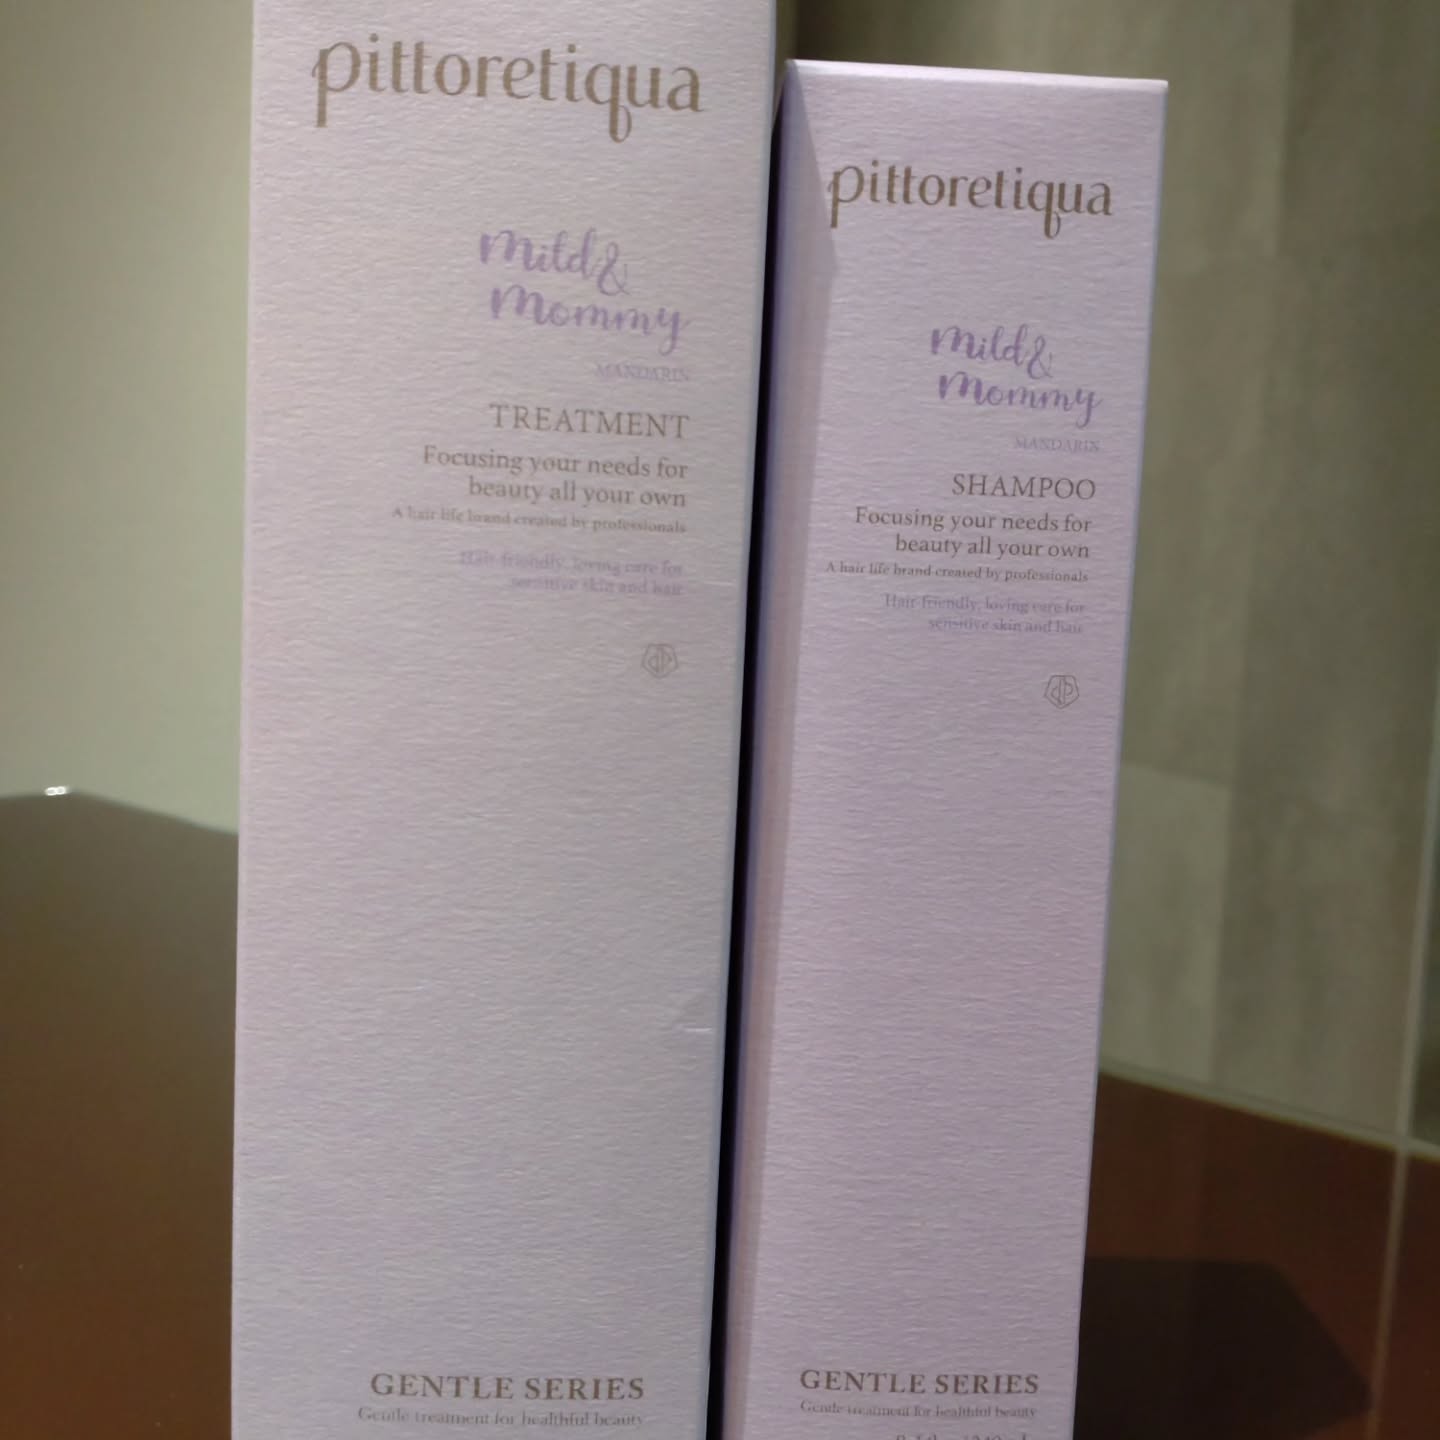 pittoretiqua
Mild &
Mommy
MANDARIN
TREATMENT
Focusing your needs for
beauty all your own
A hair life brand created by professionals
Hair-friendly, loving care for
sensitive skin and hair
GENTLE SERIES
Gentle treatment for healthful beauty
pittoretiqua
Mild &
Mommy
MANDARIN
SHAMPOO
Focusing your needs for
beauty all your own
A hair life brand created by professionals
Hair-friendly, loving care for
sensitive skin and hair
GENTLE SERIES
Gentle treatment for healthful beauty